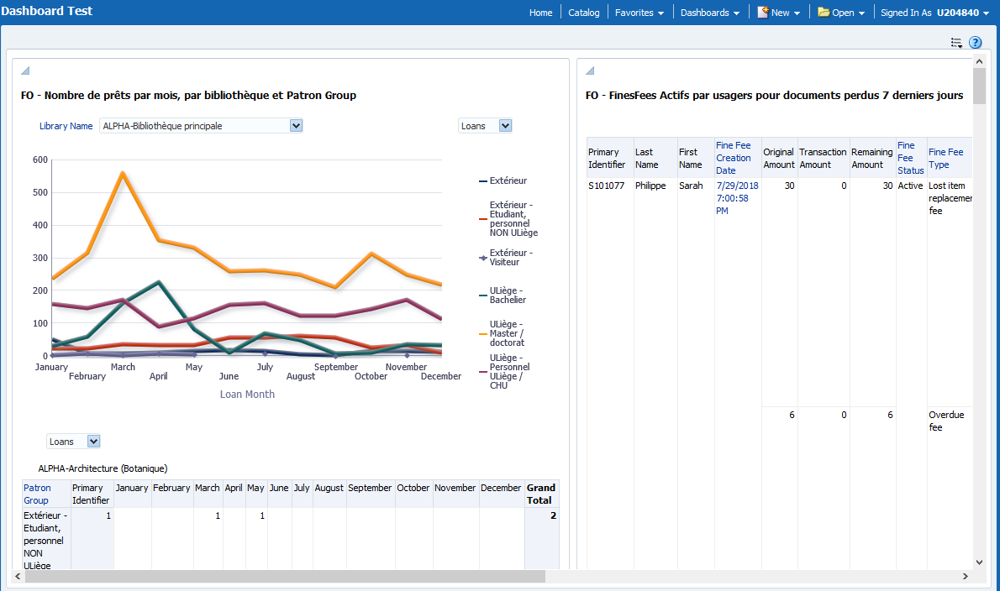 Dashboard Test
Home Catalog Favorites Dashboards New Open Signed In As U204840
FO - Nombre de prêts par mois, par bibliothèque et Patron Group
Library Name ALPHA-Bibliothèque principale
Loans
600
500
400
300
200
100
0
January
February
March
April
May
June
July
August
September
October
November
December
Loan Month
Extérieur
Extérieur -
Etudiant,
personnel
NON ULiège
Extérieur -
Visiteur
ULiège -
Bachelier
ULiège -
Master /
doctorat
ULiège -
Personnel
ULiège /
CHU
Loans
ALPHA-Architecture (Botanique)
Patron
Group
Primary
Identifier
January February March April May June July August September October November December
Grand
Total
Extérieur - 1 1 1 2
Etudiant,
personnel
NON
ULiège
FO - FinesFees Actifs par usagers pour documents perdus 7 derniers jours
Primary
Identifier
Last
Name
First
Name
Fine Fee
Creation
Date
Original
Amount
Transaction
Amount
Remaining
Amount
Fine
Fee
Status
Fine Fee
Type
S101077 Philippe Sarah 7/29/2018 30 0 30 Active Lost item
7:00:58 replacemen
PM fee
6 0 6 Overdue
fee